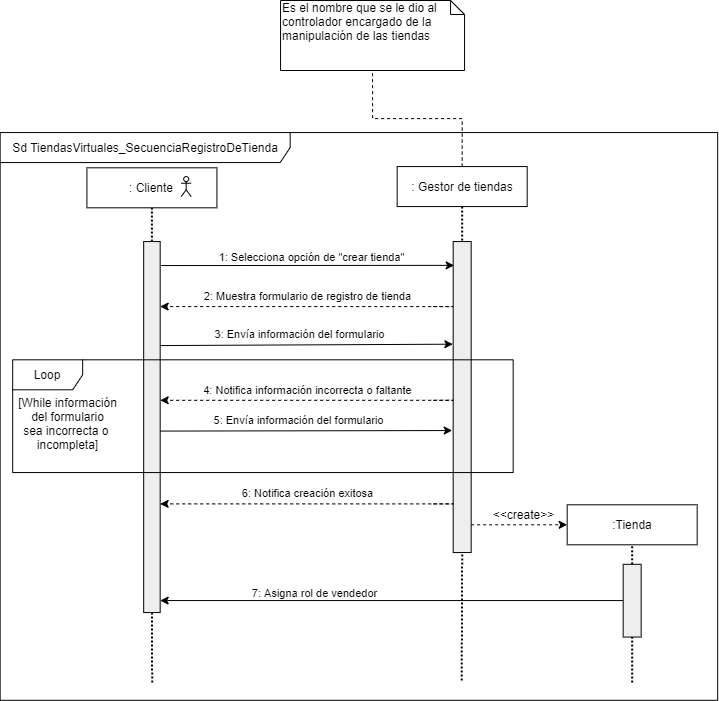 Es el nombre que se le dio al
controlador encargado de la
manipulación de las tiendas
Sd TiendasVirtuales_SecuenciaRegistroDeTienda
: Cliente
: Gestor de tiendas
1: Selecciona opción de "crear tienda"
2: Muestra formulario de registro de tienda
3: Envía información del formulario
Loop
[While información
del formulario
sea incorrecta o
incompleta]
4: Notifica información incorrecta o faltante
5: Envía información del formulario
6: Notifica creación exitosa
<<create>>
:Tienda
7: Asigna rol de vendedor